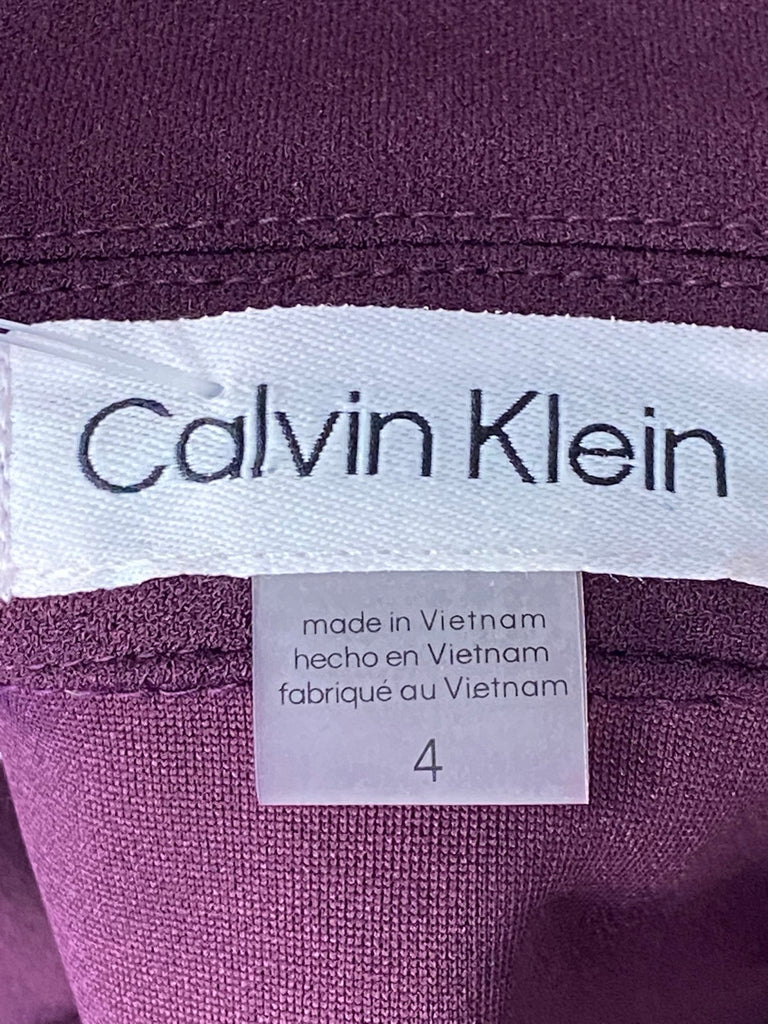 Calvin Klein
made in Vietnam
hecho en Vietnam
fabriqué au Vietnam
4